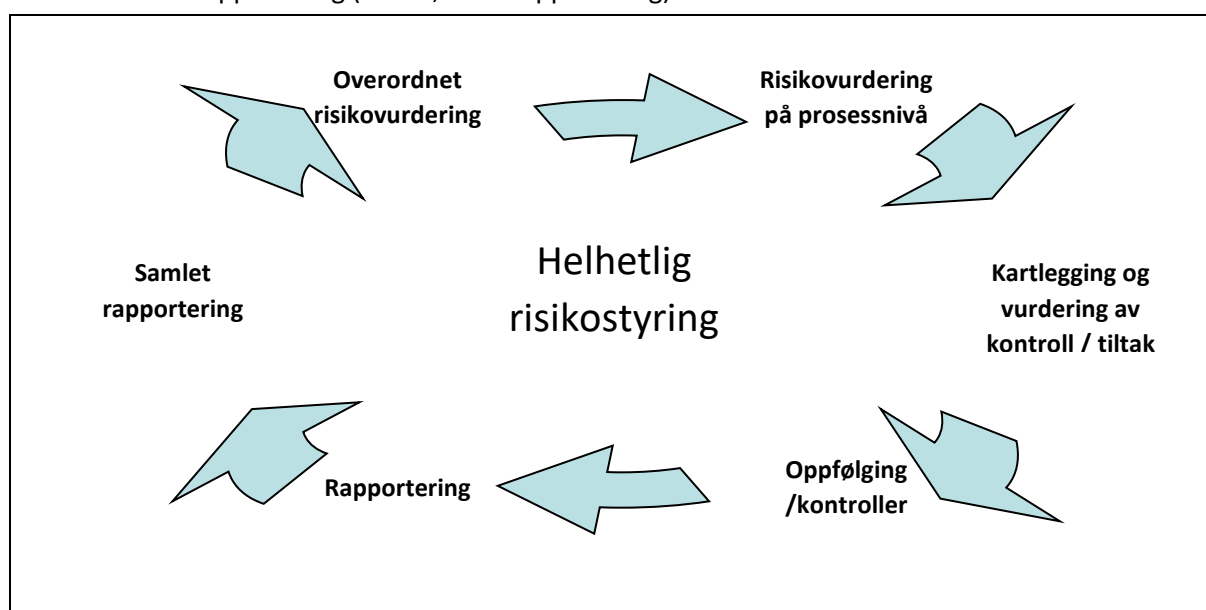 Overordnet
risikovurdering
Risikovurdering
på prosessnivå
Helhetlig
risikostyring
Kartlegging og
vurdering av
kontroll / tiltak
Oppfølging
/kontroller
Rapportering
Samlet
rapportering